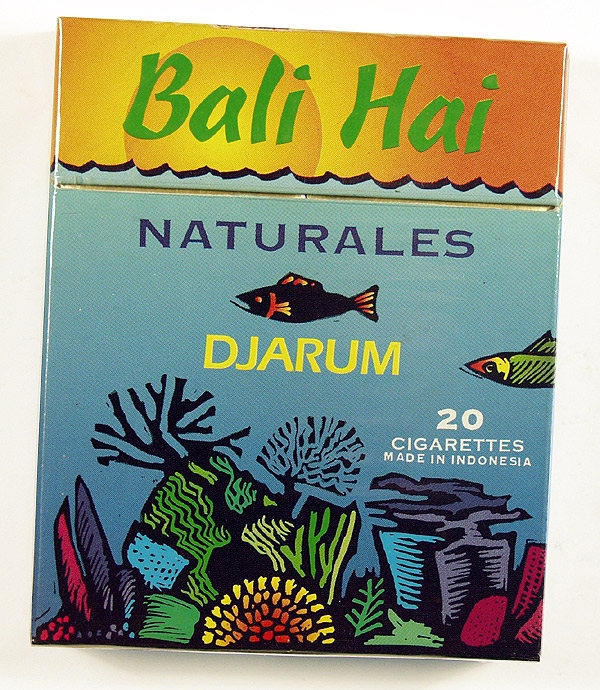 Bali Hai
NATURALES
DJARUM
20
CIGARETTES
MADE IN INDONESIA